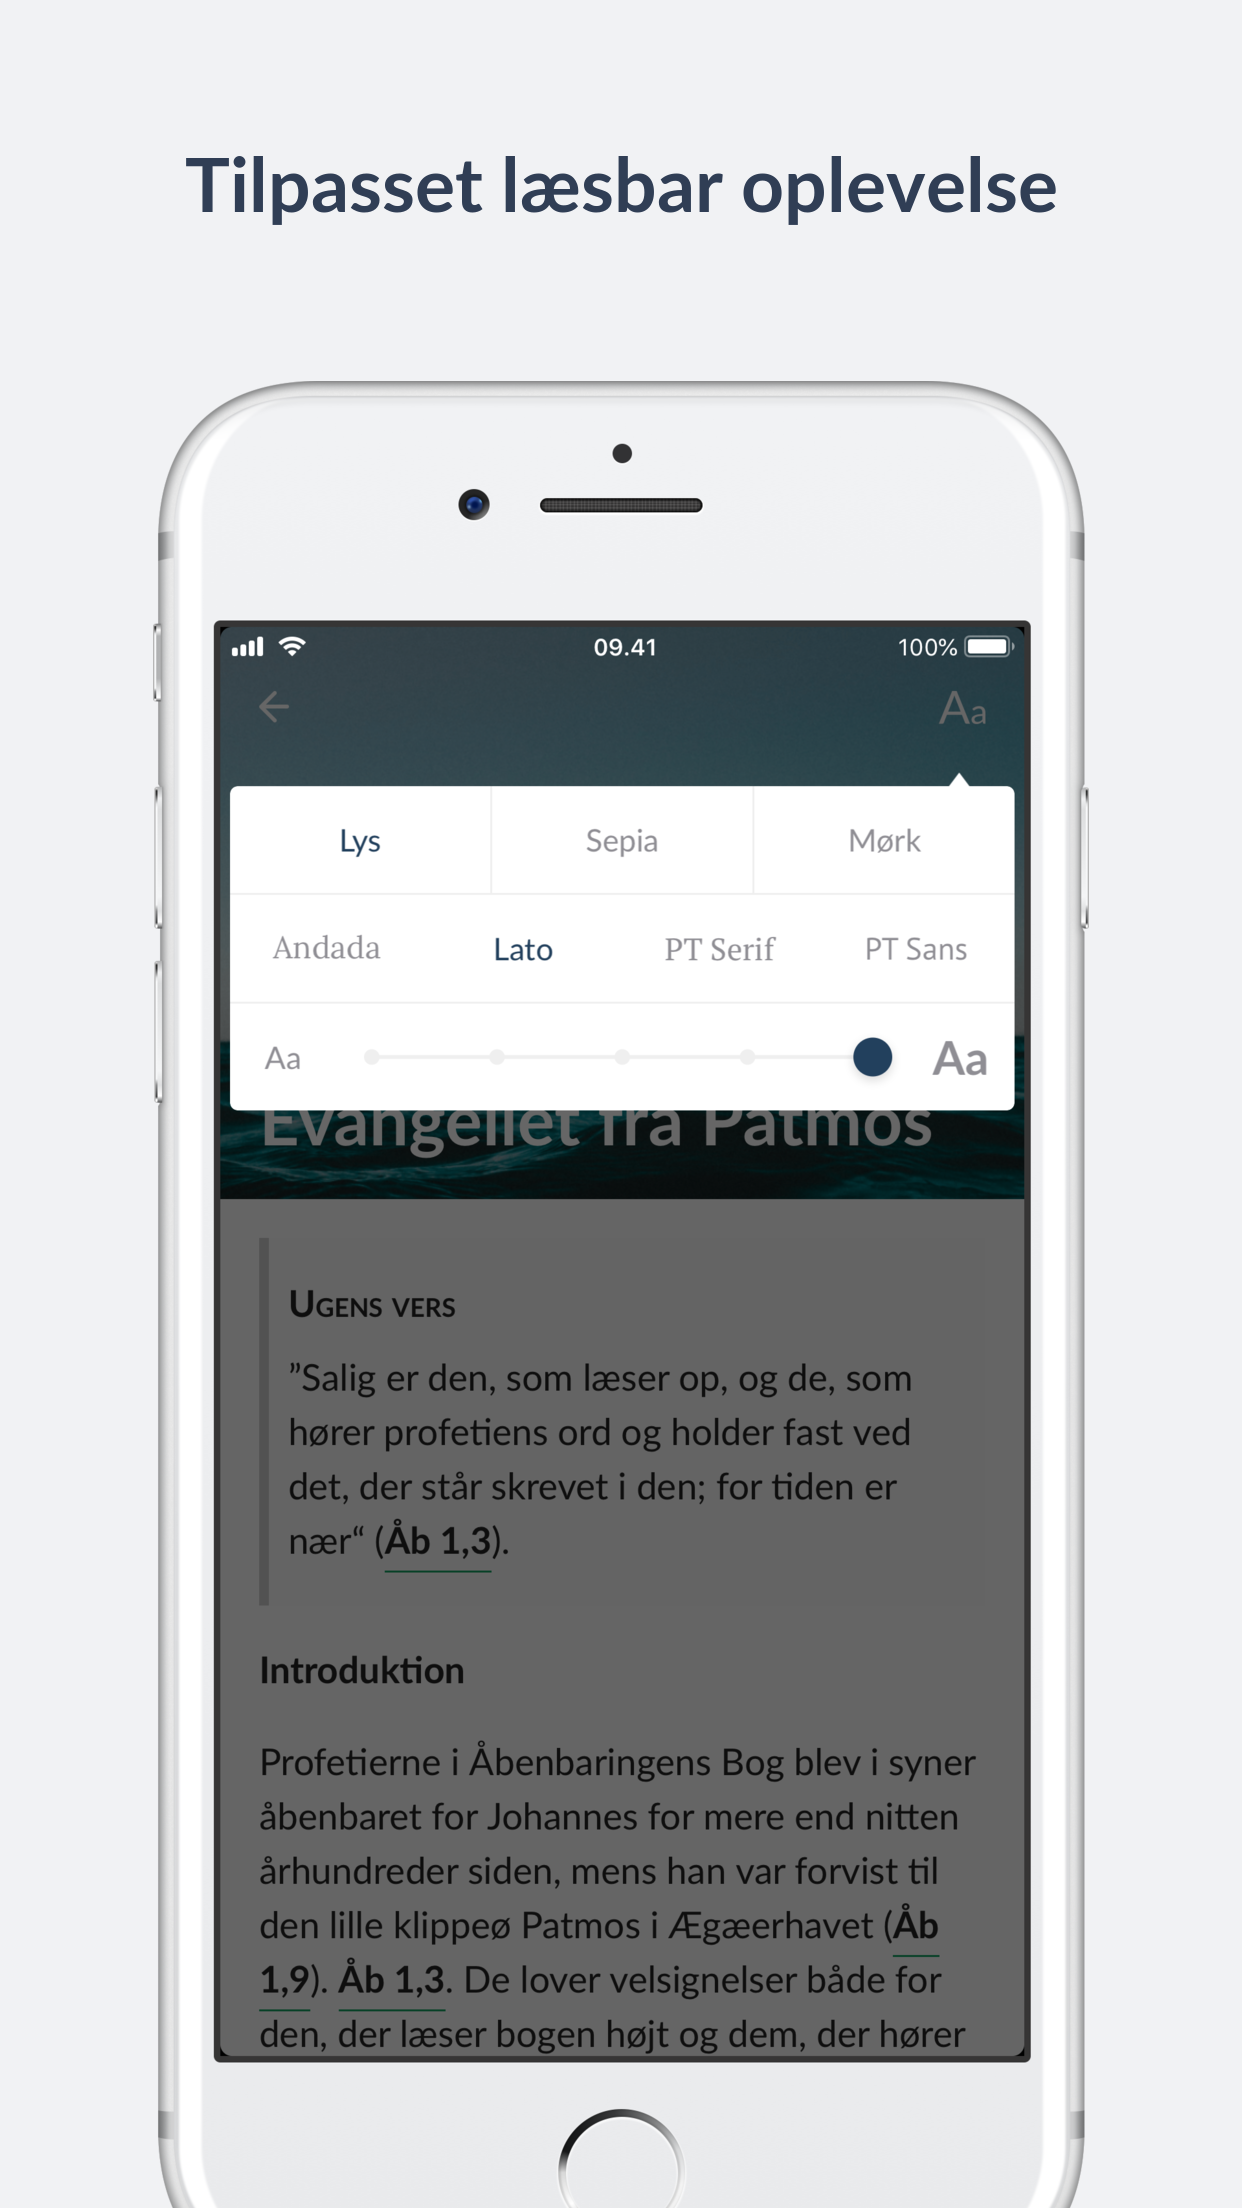 Tilpasset læsbar oplevelse
09.41
100%
Aa
Lys Sepia Mørk
Andada Lato PT Serif PT Sans
Aa Aa
Evangeliet fra Patmos
UGENS VERS
”Salig er den, som læser op, og de, som
hører profetiens ord og holder fast ved
det, der står skrevet i den; for tiden er
nær“ (Åb 1,3).
Introduktion
Profetierne i Åbenbaringens Bog blev i syner
åbenbaret for Johannes for mere end nitten
århundreder siden, mens han var forvist til
den lille klippeø Patmos i Ægæerhavet (Åb
1,9). Åb 1,3. De lover velsignelser både for
den, der læser bogen højt og dem, der hører